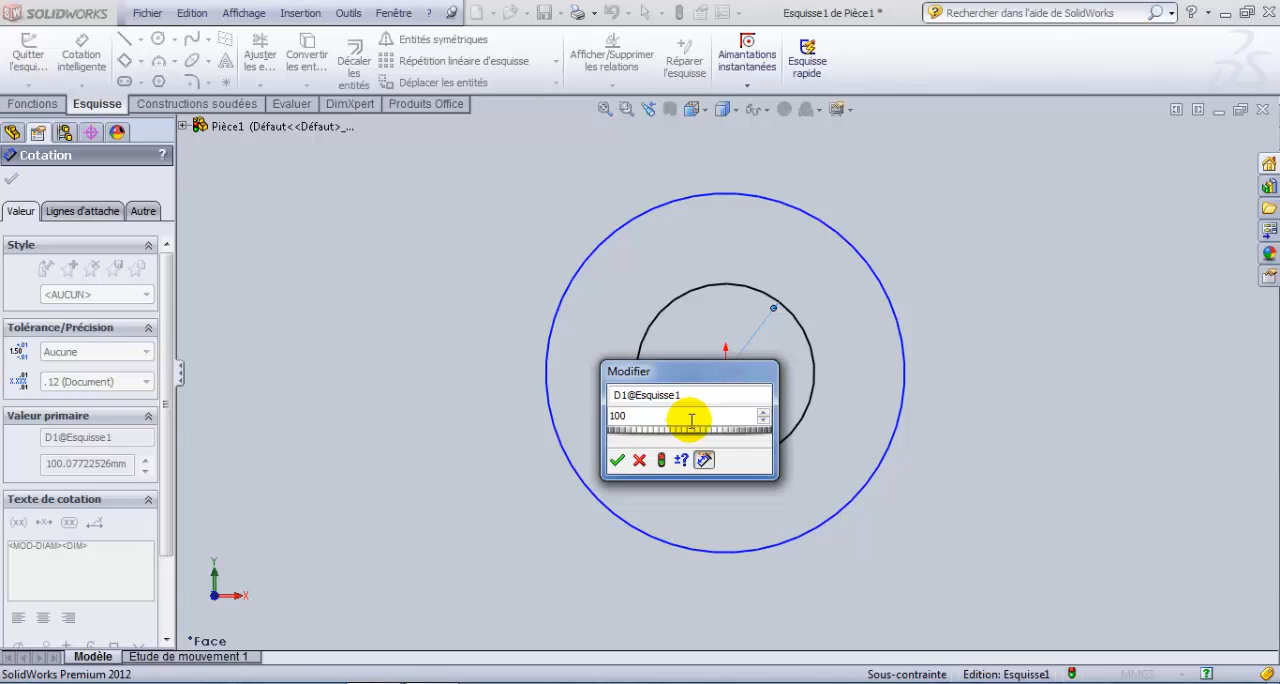 SOLIDWORKS Fichier Edition Affichage Insertion Outils Fenêtre ? Esquisse1 de Pièce1 * Rechercher dans l'aide de SolidWorks
Quitter l'esqui...
Cotation intelligente
Ajuster les e...
Convertir les ent...
Décaler les entités
Entités symétriques
Répétition linéaire d'esquisse
Déplacer les entités
Afficher/Supprimer les relations
Réparer l'esquisse
Aimantations instantanées
Esquisse rapide
Fonctions Esquisse Constructions soudées Evaluer DimXpert Produits Office
Pièce1 (Défaut<<Défaut>_...
Cotation ?
Valeur Lignes d'attache Autre
Style
<AUCUN>
Tolérance/Précision
Aucune
.12 (Document)
Valeur primaire
D1@Esquisse1
100.07722526mm
Texte de cotation
<MOD-DIAM><DIM>
Modifier
D1@Esquisse1
100
Y
X
*Face
Modèle Etude de mouvement 1
SolidWorks Premium 2012 Sous-contrainte Edition: Esquisse1 MMGS